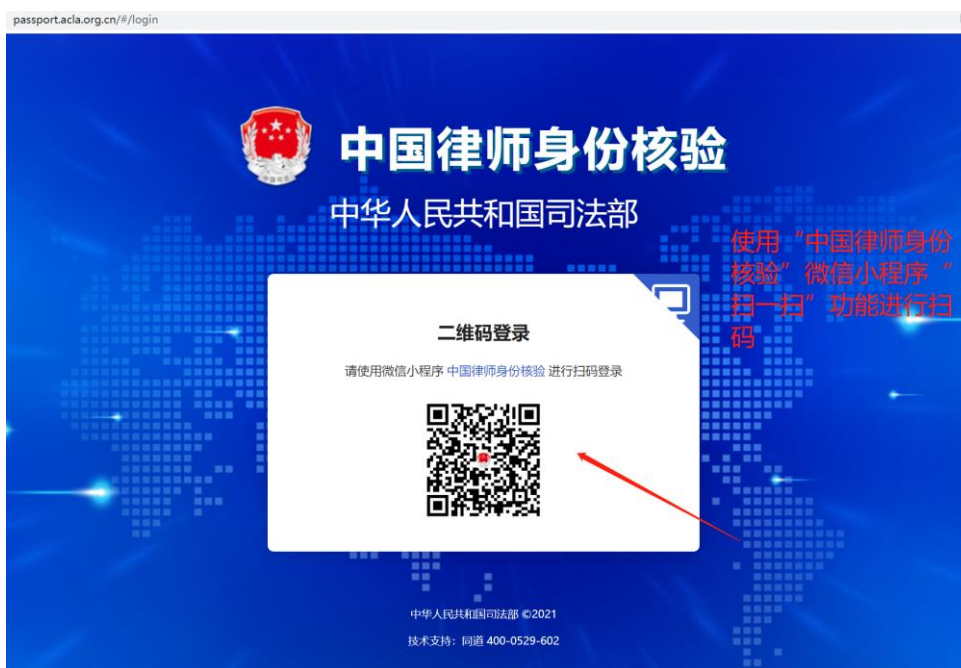 passport.acla.org.cn/#/login
中国律师身份核验
中华人民共和国司法部
使用“中国律师身份
核验”微信小程序“
扫一扫”功能进行扫
码
二维码登录
请使用微信小程序 中国律师身份核验 进行扫码登录
中华人民共和国司法部 ©2021
技术支持：同道 400-0529-602